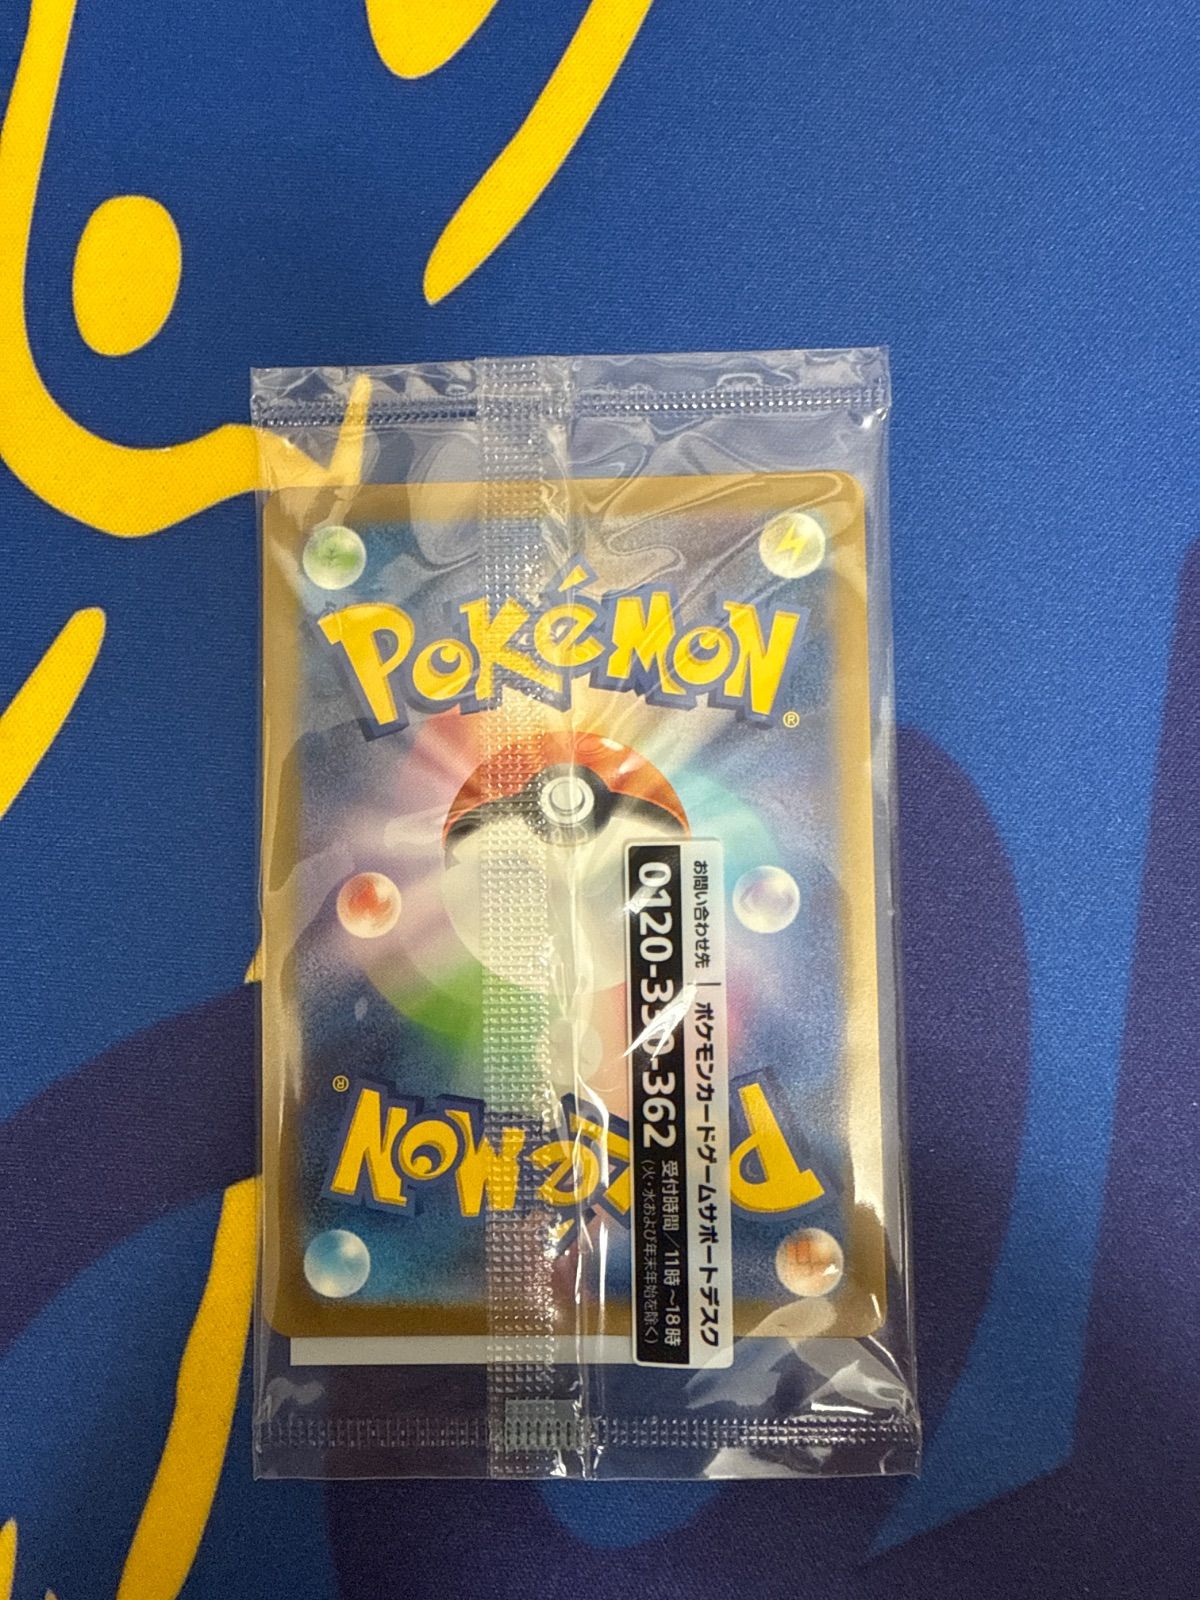 POKéMON
®
お問い合わせ先 | ポケモンカードゲームサポートデスク
0120-330-362 受付時間/11時~18時
(火・水および年末年始を除く)
POKéMON
®